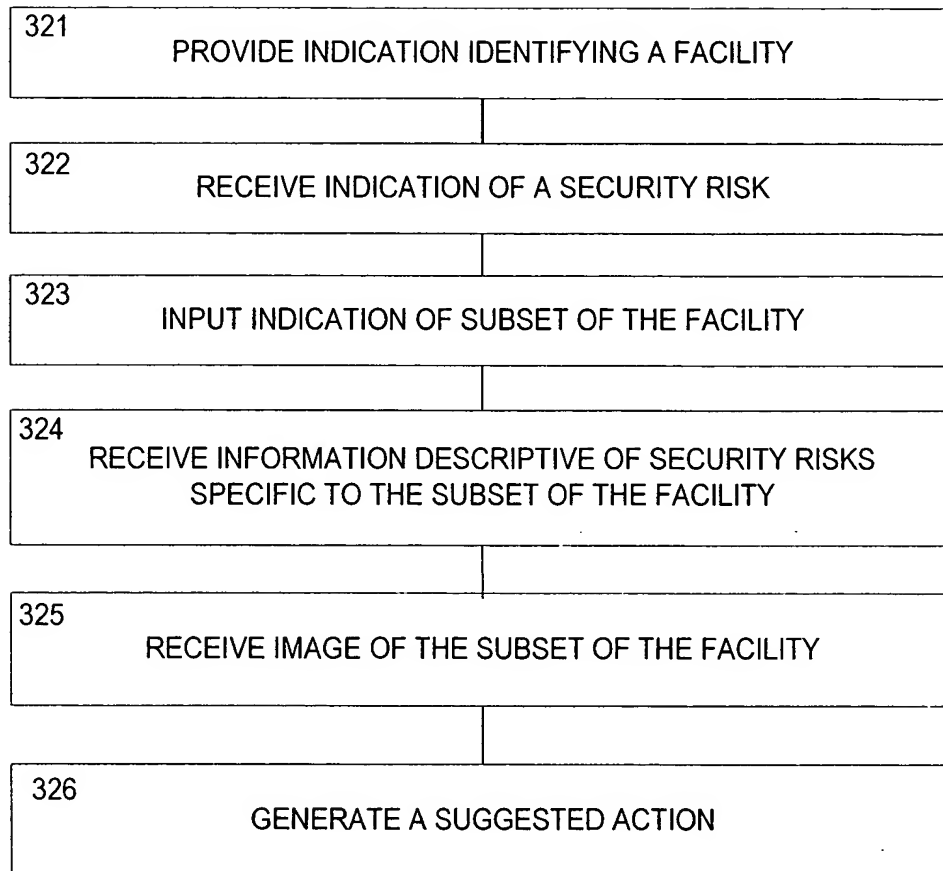 321
PROVIDE INDICATION IDENTIFYING A FACILITY
322
RECEIVE INDICATION OF A SECURITY RISK
323
INPUT INDICATION OF SUBSET OF THE FACILITY
324
RECEIVE INFORMATION DESCRIPTIVE OF SECURITY RISKS
SPECIFIC TO THE SUBSET OF THE FACILITY
325
RECEIVE IMAGE OF THE SUBSET OF THE FACILITY
326
GENERATE A SUGGESTED ACTION